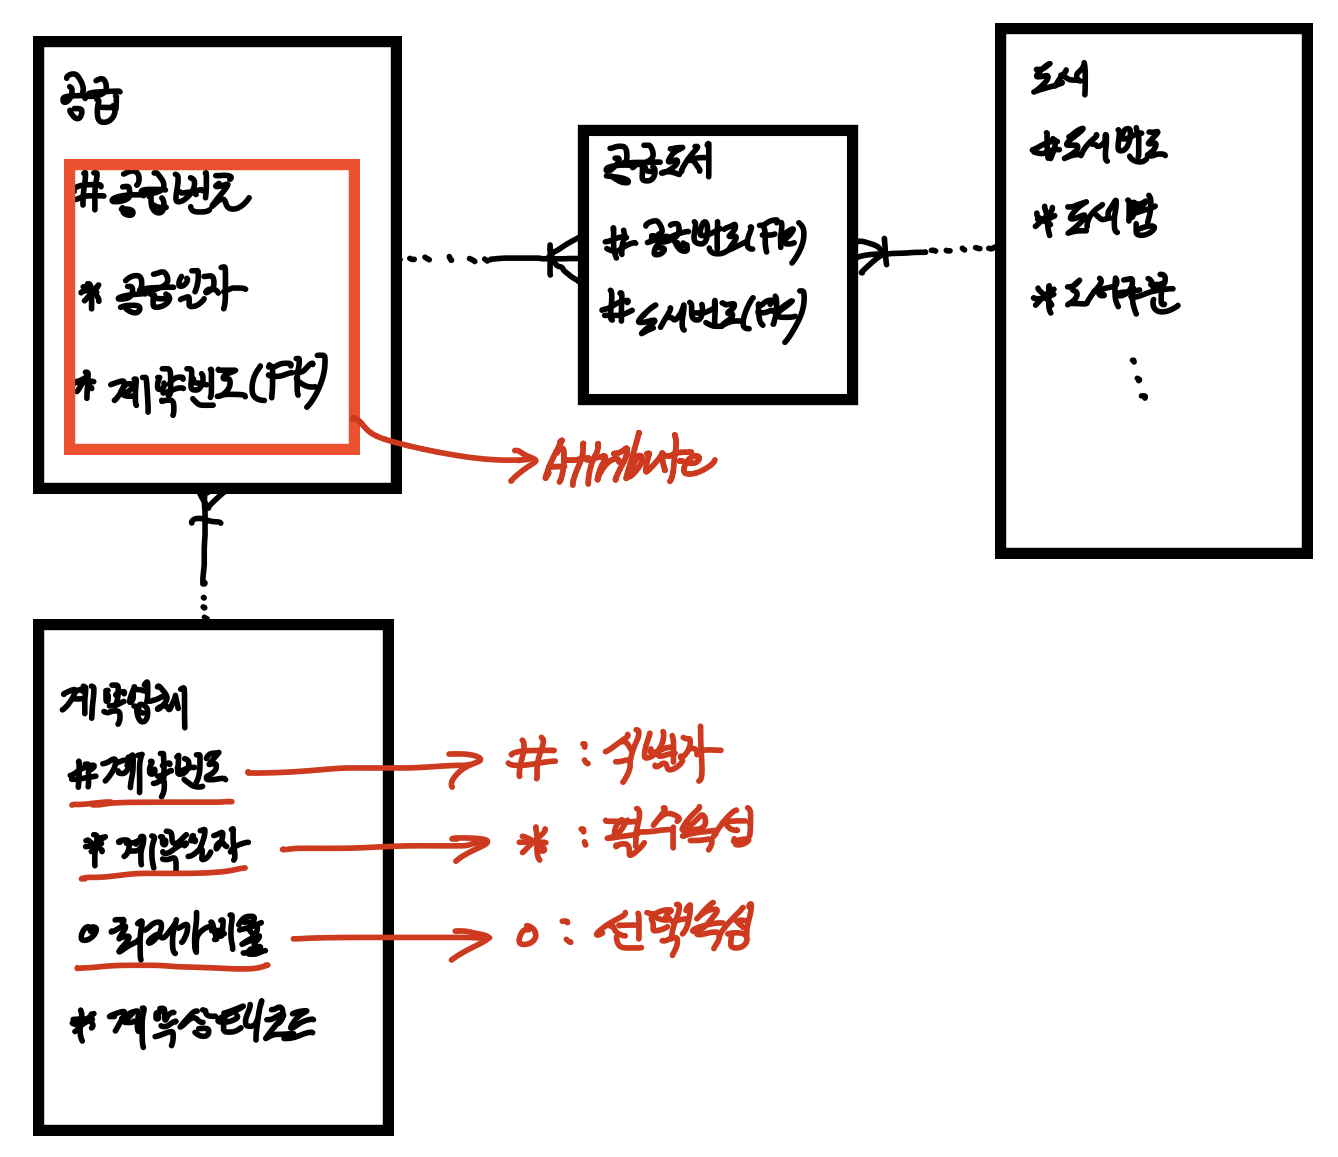 공급
# 공급번호
* 공급일자
* 계약번호(FK)
공급도서
# 공급번호(FK)
# 도서번호(FK)
도서
# 도서번호
* 도서명
* 도서구분
Attribute
계약업체
# 계약번호
* 계약일자
o 최저가비율
* 계약상태코드
# : 식별자
* : 필수속성
o : 선택속성